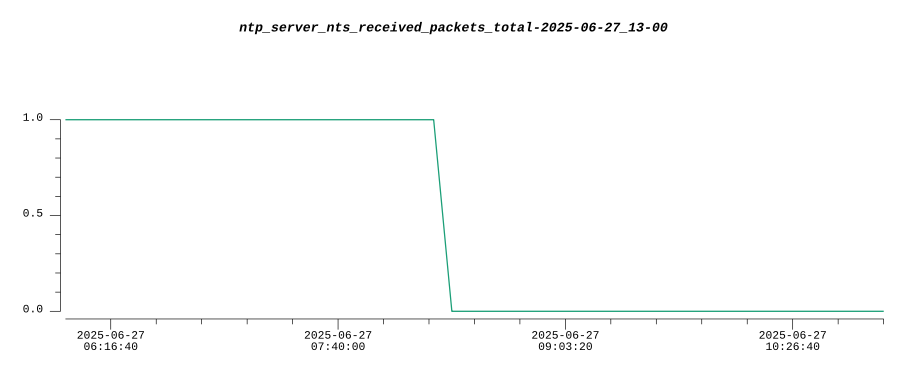 ntp_server_nts_received_packets_total-2025-06-27_13-00
1.0
0.5
0.0
2025-06-27 2025-06-27 2025-06-27 2025-06-27
06:16:40 07:40:00 09:03:20 10:26:40